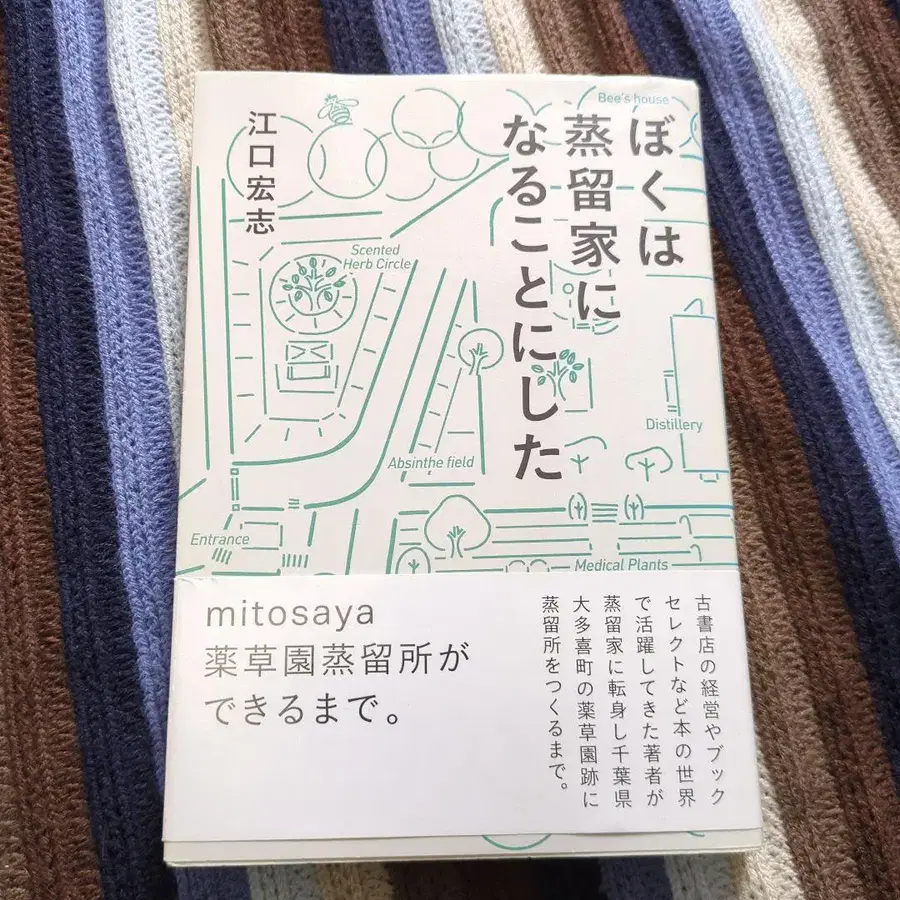 ぼくは
蒸留家に
なることにした
江口宏志
Bee's house
Scented
Herb Circle
Absinthe field
Distillery
Entrance
Medical Plants
mitosaya
薬草園蒸留所が
できるまで。
古書店の経営やブック
セレクトなど本の世界
で活躍してきた著者が
蒸留家に転身し千葉県
大多喜町の薬草園跡に
蒸留所をつくるまで。